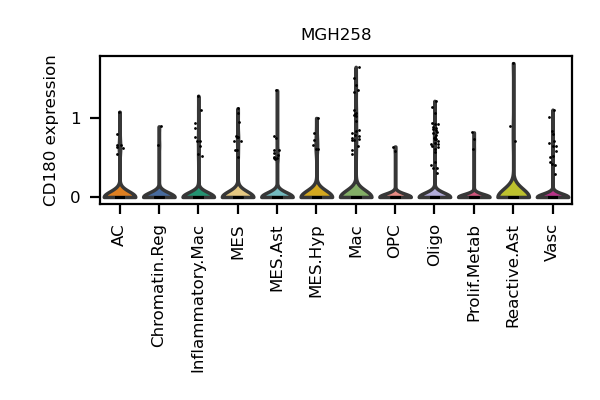 MGH258
CD180 expression
1
0
AC
Chromatin.Reg
Inflammatory.Mac
MES
MES.Ast
MES.Hyp
Mac
OPC
Oligo
Prolif.Metab
Reactive.Ast
Vasc